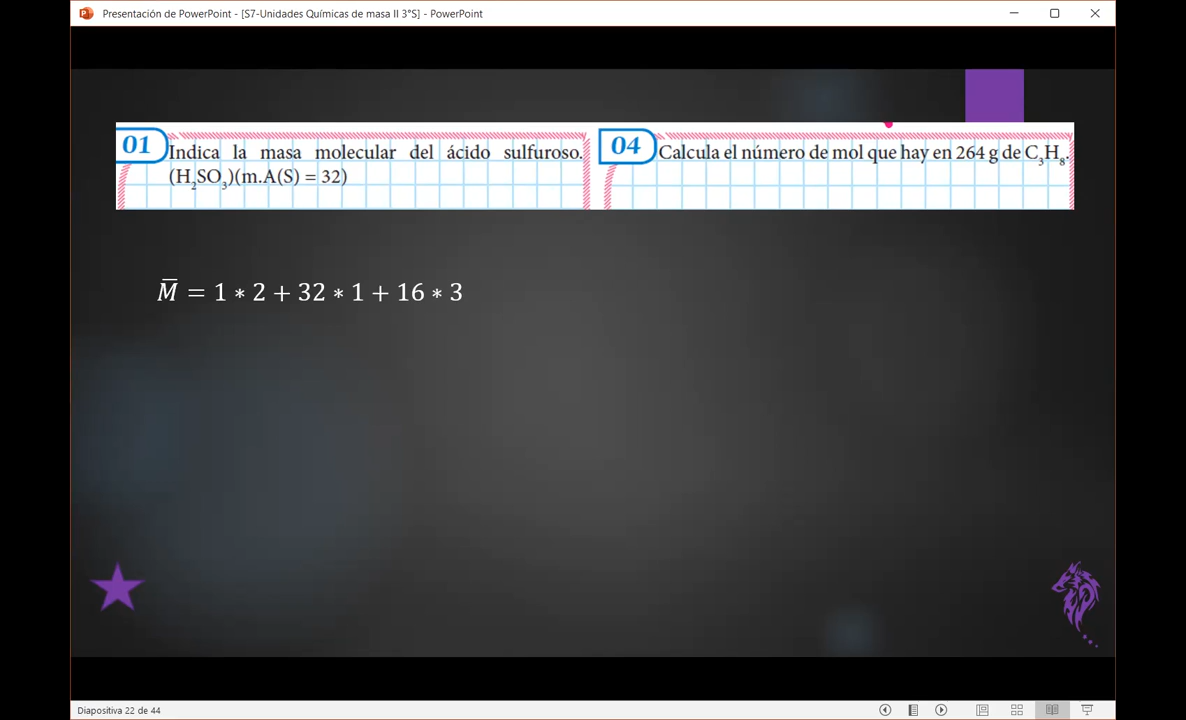 Presentación de PowerPoint - [S7-Unidades Químicas de masa II 3°S] - PowerPoint
01
Indica la masa molecular del ácido sulfuroso.
(H₂SO₃)(m.A(S) = 32)
04
Calcula el número de mol que hay en 264 g de C₃H₈.
M̅ = 1 ∗ 2 + 32 ∗ 1 + 16 ∗ 3
Diapositiva 22 de 44